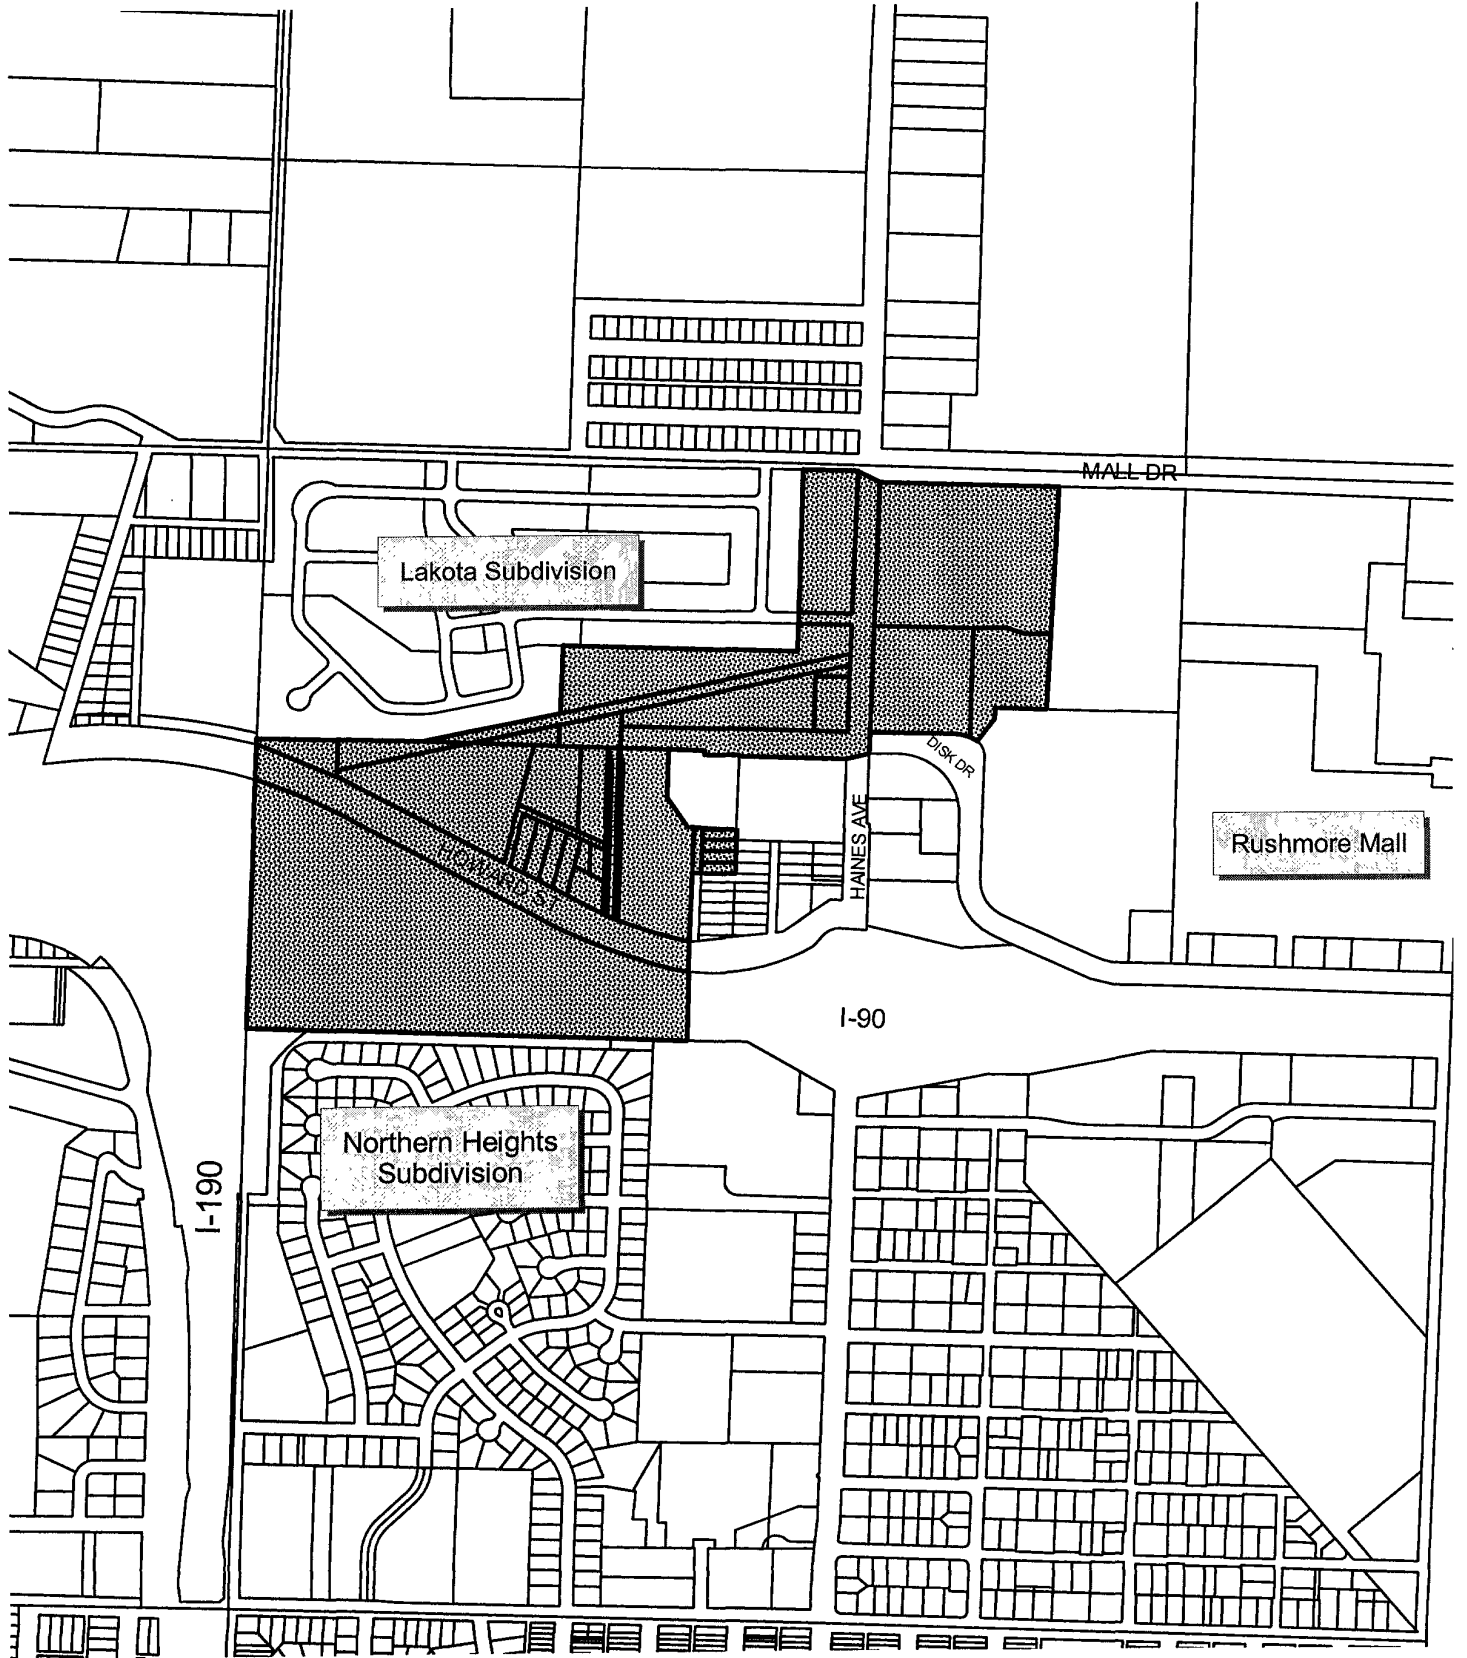 MALL DR
Lakota Subdivision
DISK DR
HAINES AVE
Rushmore Mall
HOWARD ST
I-90
Northern Heights
Subdivision
I-190